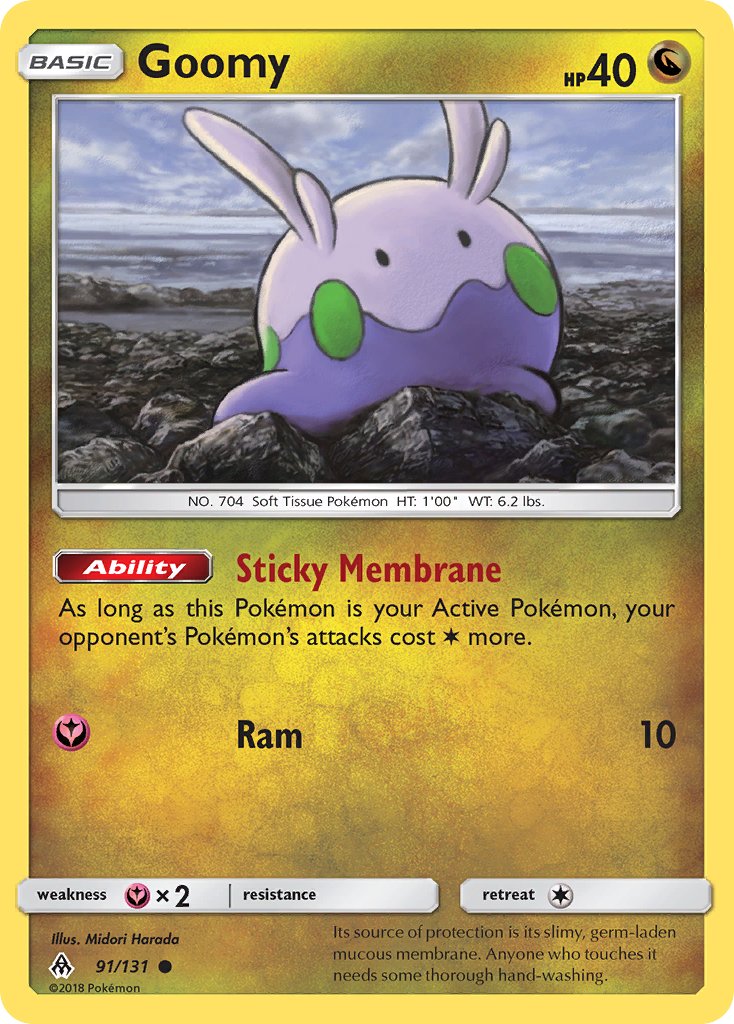 BASIC Goomy HP40
NO. 704 Soft Tissue Pokémon HT: 1'00" WT: 6.2 lbs.
Ability Sticky Membrane
As long as this Pokémon is your Active Pokémon, your
opponent's Pokémon's attacks cost more.
Ram 10
weakness ×2 resistance retreat
Illus. Midori Harada
91/131
©2018 Pokémon
Its source of protection is its slimy, germ-laden
mucous membrane. Anyone who touches it
needs some thorough hand-washing.